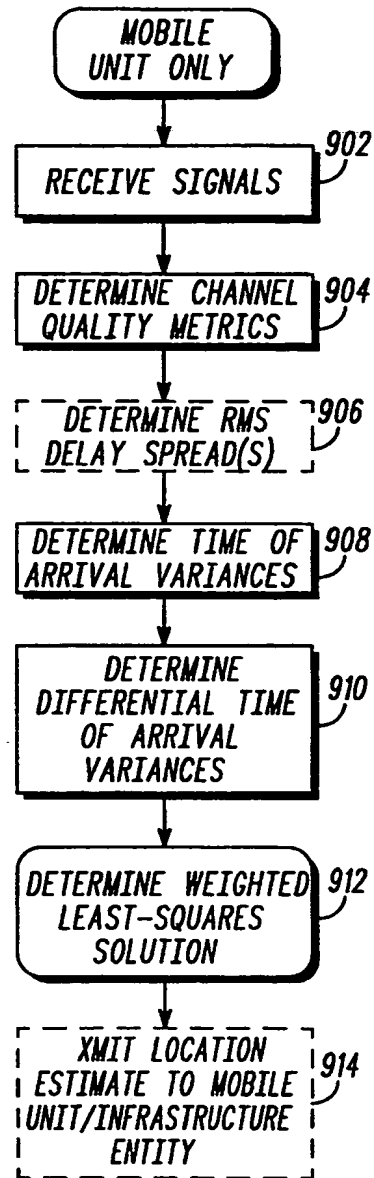 MOBILE
UNIT ONLY
902
RECEIVE SIGNALS
904
DETERMINE CHANNEL
QUALITY METRICS
906
DETERMINE RMS
DELAY SPREAD(S)
908
DETERMINE TIME OF
ARRIVAL VARIANCES
910
DETERMINE
DIFFERENTIAL TIME
OF ARRIVAL
VARIANCES
912
DETERMINE WEIGHTED
LEAST-SQUARES
SOLUTION
914
XMIT LOCATION
ESTIMATE TO MOBILE
UNIT/INFRASTRUCTURE
ENTITY